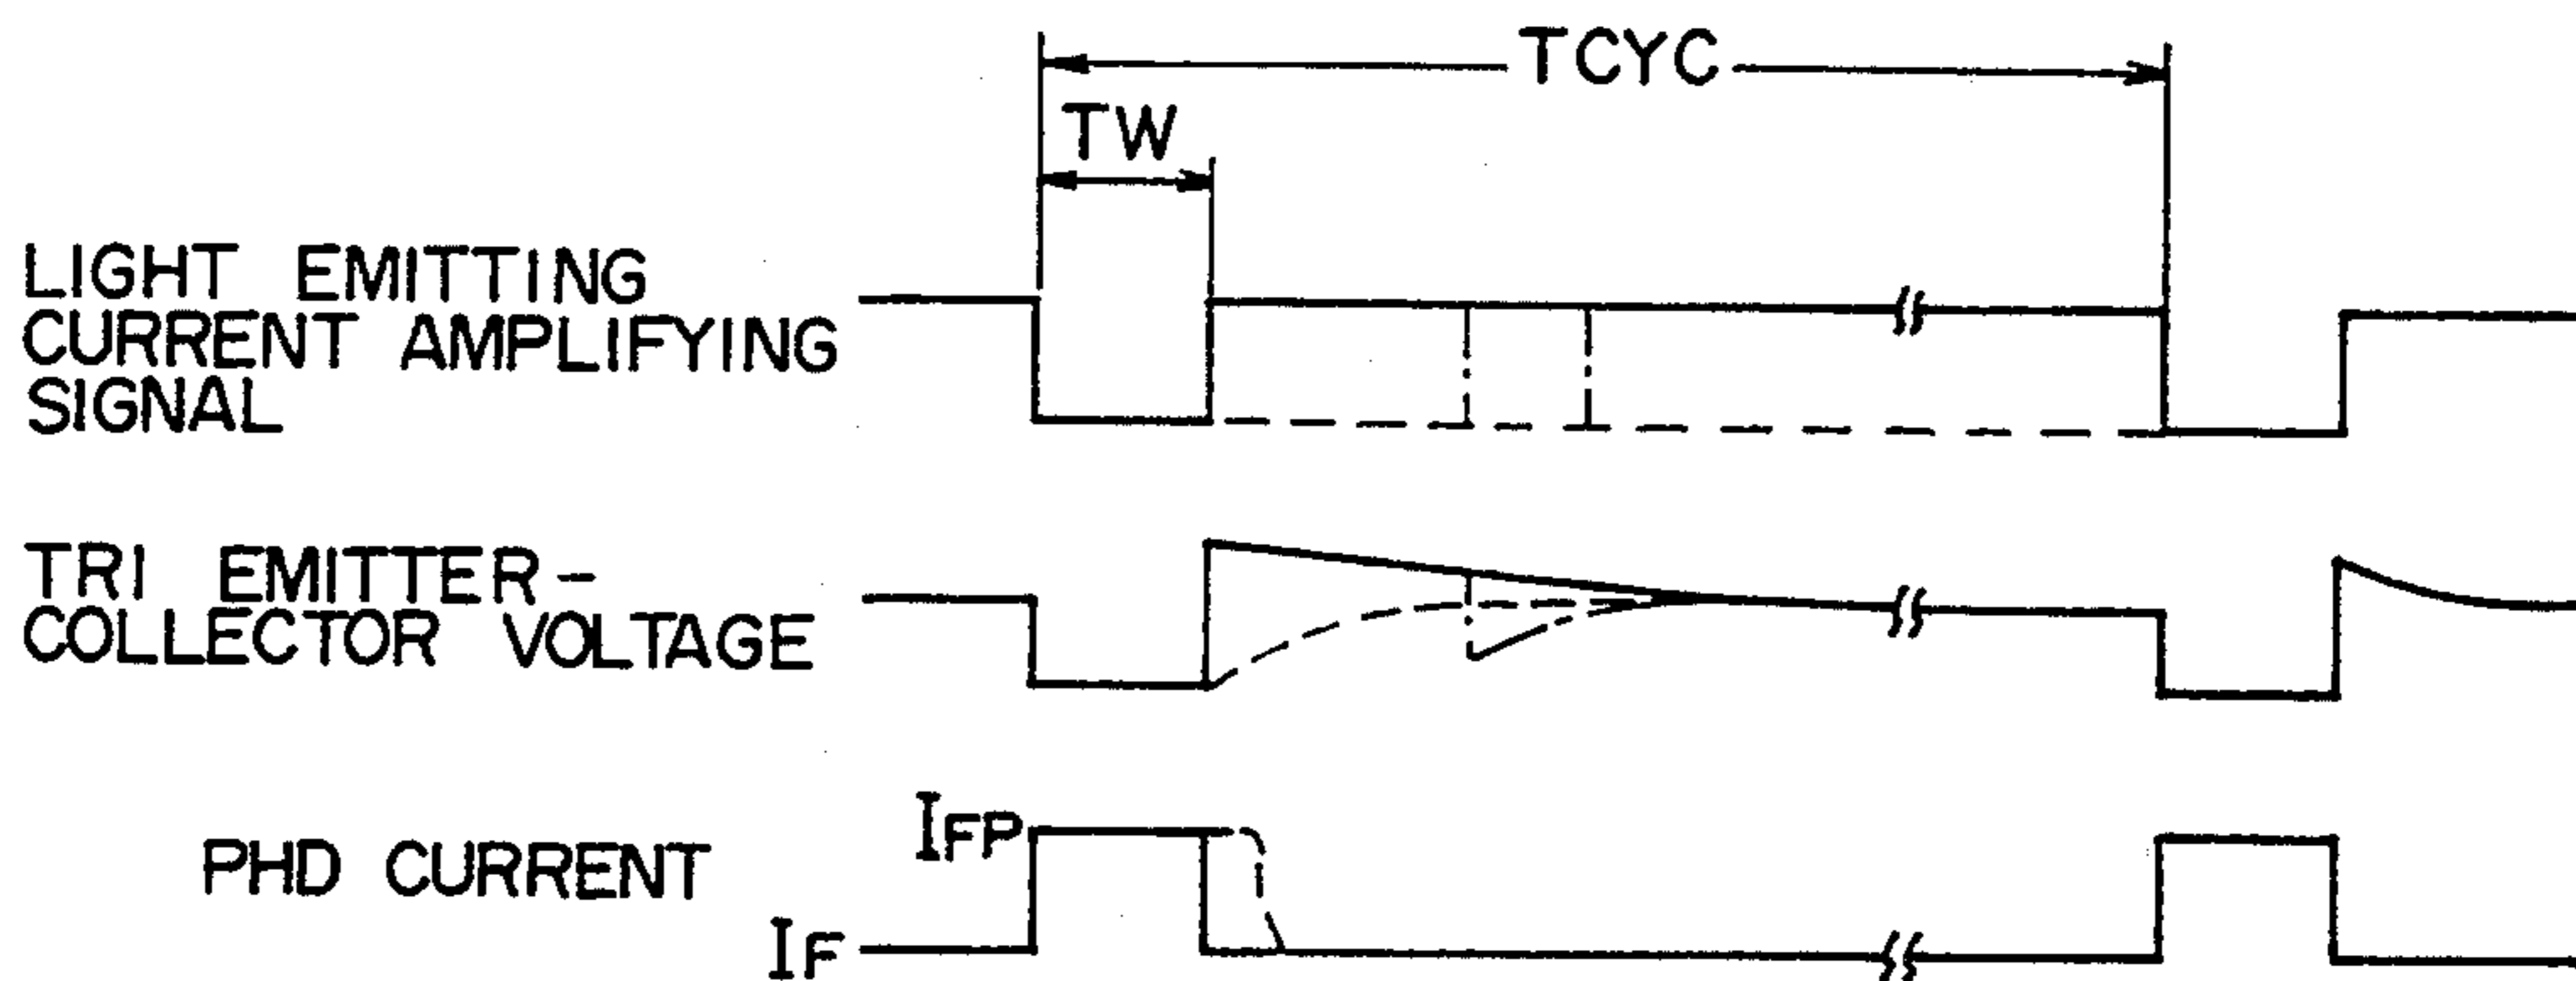 TCYC
TW
LIGHT EMITTING
CURRENT AMPLIFYING
SIGNAL
TRI EMITTER-
COLLECTOR VOLTAGE
IFP
PHD CURRENT
IF